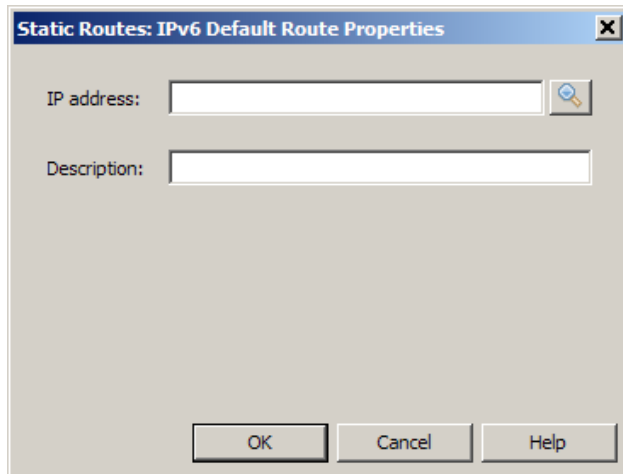 Static Routes: IPv6 Default Route Properties
IP address:
Description:
OK Cancel Help